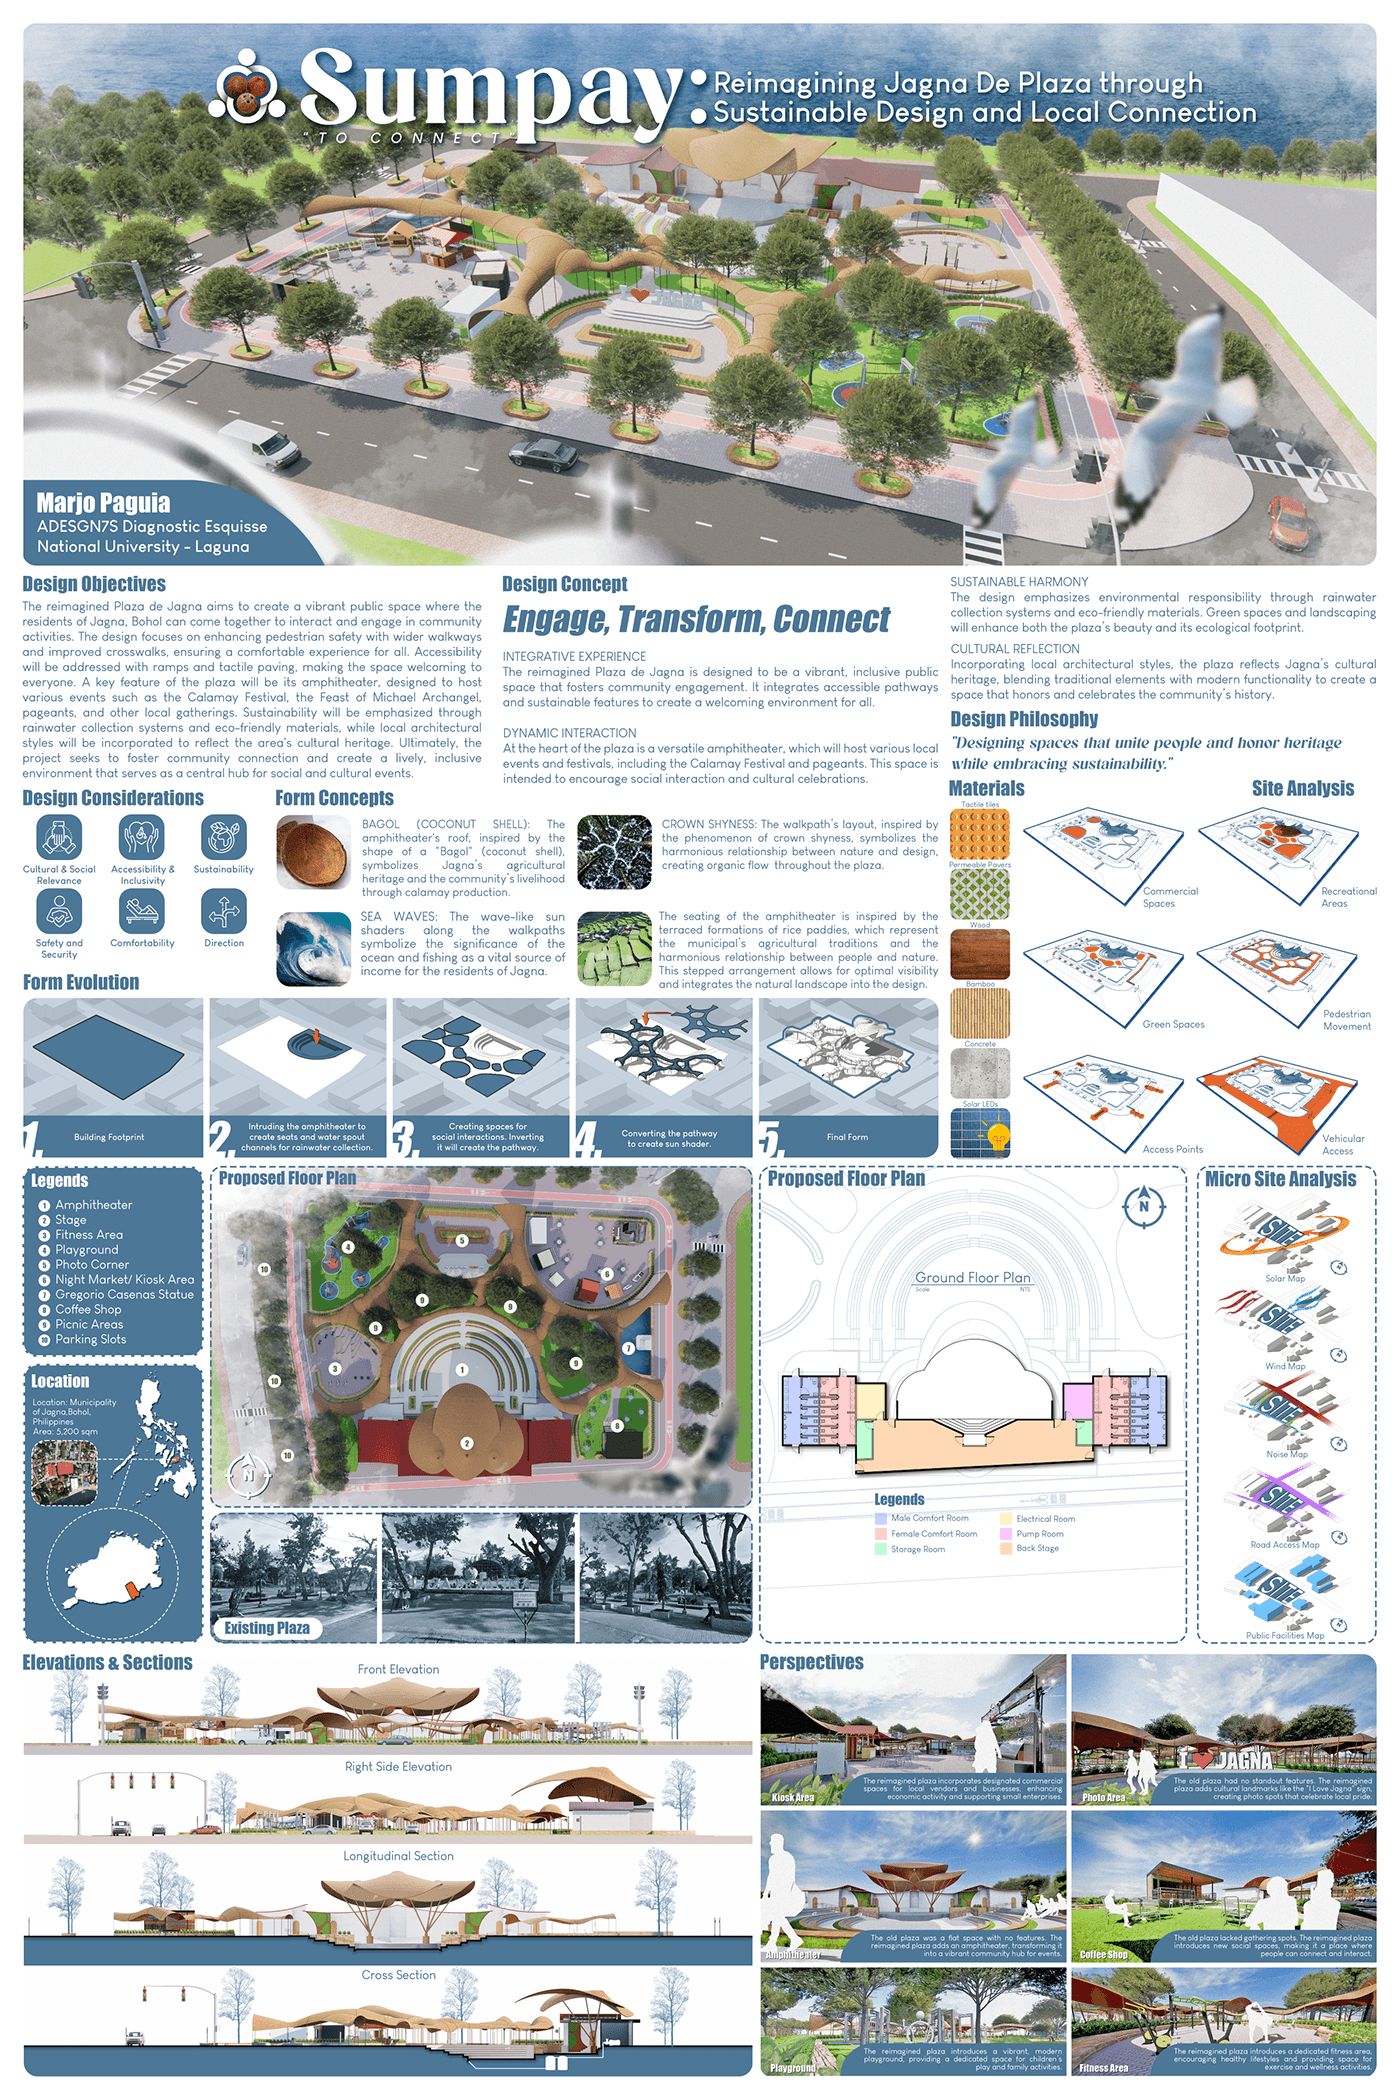 Sumpay:
"TO CONNECT"
Reimagining Jagna De Plaza through
Sustainable Design and Local Connection
Marjo Paguia
ADESGN7S Diagnostic Esquisse
National University - Laguna
Design Objectives
The reimagined Plaza de Jagna aims to create a vibrant public space where the
residents of Jagna, Bohol can come together to interact and engage in community
activities. The design focuses on enhancing pedestrian safety with wider walkways
and improved crosswalks, ensuring a comfortable experience for all. Accessibility
will be addressed with ramps and tactile paving, making the space welcoming to
everyone. A key feature of the plaza will be its amphitheater, designed to host
various events such as the Calamay Festival, the Feast of Michael Archangel,
pageants, and other local gatherings. Sustainability will be emphasized through
rainwater collection systems and eco-friendly materials, while local architectural
styles will be incorporated to reflect the area's cultural heritage. Ultimately, the
project seeks to foster community connection and create a lively, inclusive
environment that serves as a central hub for social and cultural events.
Design Concept
Engage, Transform, Connect
INTEGRATIVE EXPERIENCE
The reimagined Plaza de Jagna is designed to be a vibrant, inclusive public
space that fosters community engagement. It integrates accessible pathways
and sustainable features to create a welcoming environment for all.
DYNAMIC INTERACTION
At the heart of the plaza is a versatile amphitheater, which will host various local
events and festivals, including the Calamay Festival and pageants. This space is
intended to encourage social interaction and cultural celebrations.
SUSTAINABLE HARMONY
The design emphasizes environmental responsibility through rainwater
collection systems and eco-friendly materials. Green spaces and landscaping
will enhance both the plaza's beauty and its ecological footprint.
CULTURAL REFLECTION
Incorporating local architectural styles, the plaza reflects Jagna's cultural
heritage, blending traditional elements with modern functionality to create a
space that honors and celebrates the community's history.
Design Philosophy
"Designing spaces that unite people and honor heritage
while embracing sustainability."
Design Considerations
Cultural & Social
Relevance
Accessibility &
Inclusivity
Sustainability
Safety and
Security
Comfortability
Direction
Form Concepts
BAGOL (COCONUT SHELL): The
amphitheater's roof, inspired by the
shape of a "Bagol" (coconut shell),
symbolizes Jagna's agricultural
heritage and the community's livelihood
through calamay production.
CROWN SHYNESS: The walkpath's layout, inspired by
the phenomenon of crown shyness, symbolizes the
harmonious relationship between nature and design,
creating organic flow throughout the plaza.
SEA WAVES: The wave-like sun
shaders along the walkpaths
symbolize the significance of the
ocean and fishing as a vital source of
income for the residents of Jagna.
The seating of the amphitheater is inspired by the
terraced formations of rice paddies, which represent
the municipal's agricultural traditions and the
harmonious relationship between people and nature.
This stepped arrangement allows for optimal visibility
and integrates the natural landscape into the design.
Materials
Tactile tiles
Permeable Pavers
Wood
Bamboo
Concrete
Solar LEDs
Site Analysis
Commercial
Spaces
Recreational
Areas
Green Spaces
Pedestrian
Movement
Access Points
Vehicular
Access
Form Evolution
1.
Building Footprint
2.
Intruding the amphitheater to
create seats and water spout
channels for rainwater collection.
3.
Creating spaces for
social interactions. Inverting
it will create the pathway.
4.
Converting the pathway
to create sun shader.
5.
Final Form
Legends
1 Amphitheater
2 Stage
3 Fitness Area
4 Playground
5 Photo Corner
6 Night Market/ Kiosk Area
7 Gregorio Casenas Statue
8 Coffee Shop
9 Picnic Areas
10 Parking Slots
Location
Location: Municipality
of Jagna,Bohol,
Philippines
Area: 5,200 sqm
Proposed Floor Plan
4
5
10
6
9
9
9
7
3
1
9
10
8
2
10
N
Existing Plaza
Proposed Floor Plan
N
Ground Floor Plan
Scale
NTS
Legends
Male Comfort Room
Female Comfort Room
Storage Room
Electrical Room
Pump Room
Back Stage
Micro Site Analysis
SITE
Solar Map
SITE
Wind Map
SITE
Noise Map
SITE
Road Access Map
SITE
Public Facilities Map
Elevations & Sections
Front Elevation
Right Side Elevation
Longitudinal Section
Cross Section
Perspectives
Kiosk Area
The reimagined plaza incorporates designated commercial
spaces for local vendors and businesses, enhancing
economic activity and supporting small enterprises.
I JAGNA
Photo Area
The old plaza had no standout features. The reimagined
plaza adds cultural landmarks like the "I Love Jagna" sign,
creating photo spots that celebrate local pride.
Amphitheater
The old plaza was a flat space with no features. The
reimagined plaza adds an amphitheater, transforming it
into a vibrant community hub for events.
Coffee Shop
The old plaza lacked gathering spots. The reimagined plaza
introduces new social spaces, making it a place where
people can connect and interact.
Playground
The reimagined plaza introduces a vibrant, modern
playground, providing a dedicated space for children's
play and family activities.
Fitness Area
The reimagined plaza introduces a dedicated fitness area,
encouraging healthy lifestyles and providing space for
exercise and wellness activities.